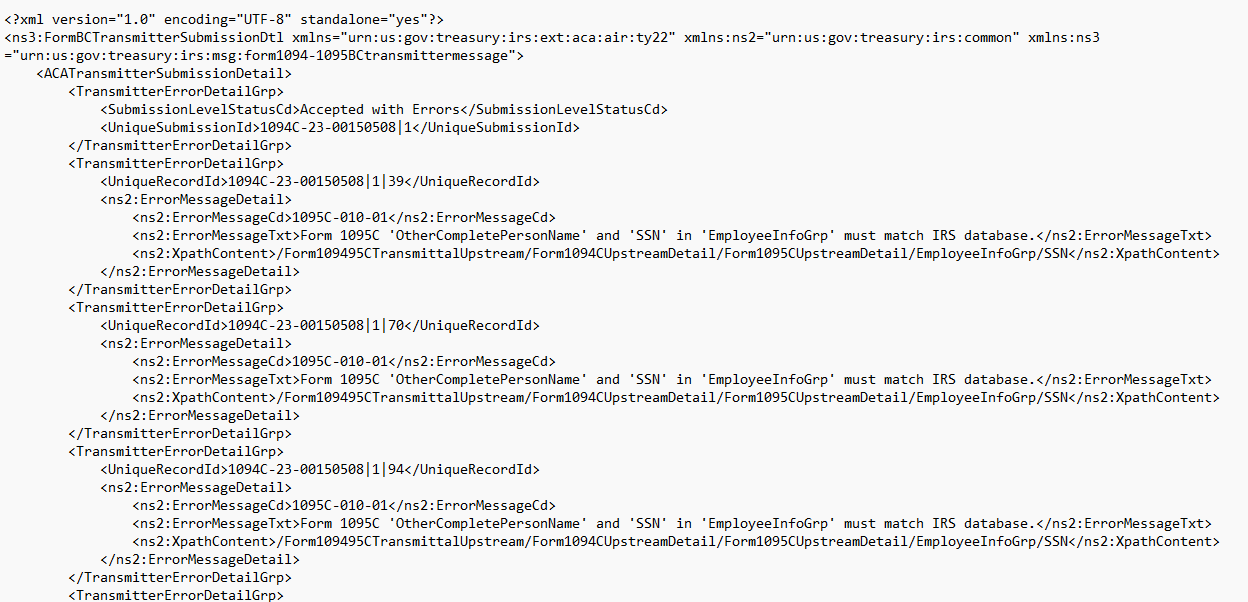 <?xml version="1.0" encoding="UTF-8" standalone="yes"?>
<ns3:FormBCTransmitterSubmissionDtl xmlns="urn:us:gov:treasury:irs:ext:aca:air:ty22" xmlns:ns2="urn:us:gov:treasury:irs:common" xmlns:ns3
="urn:us:gov:treasury:irs:msg:form1094-1095BCtransmittermessage">
    <ACATransmitterSubmissionDetail>
        <TransmitterErrorDetailGrp>
            <SubmissionLevelStatusCd>Accepted with Errors</SubmissionLevelStatusCd>
            <UniqueSubmissionId>1094C-23-00150508|1</UniqueSubmissionId>
        </TransmitterErrorDetailGrp>
        <TransmitterErrorDetailGrp>
            <UniqueRecordId>1094C-23-00150508|1|39</UniqueRecordId>
            <ns2:ErrorMessageDetail>
                <ns2:ErrorMessageCd>1095C-010-01</ns2:ErrorMessageCd>
                <ns2:ErrorMessageTxt>Form 1095C 'OtherCompletePersonName' and 'SSN' in 'EmployeeInfoGrp' must match IRS database.</ns2:ErrorMessageTxt>
                <ns2:XpathContent>/Form109495CTransmittalUpstream/Form1094CUpstreamDetail/Form1095CUpstreamDetail/EmployeeInfoGrp/SSN</ns2:XpathContent>
            </ns2:ErrorMessageDetail>
        </TransmitterErrorDetailGrp>
        <TransmitterErrorDetailGrp>
            <UniqueRecordId>1094C-23-00150508|1|70</UniqueRecordId>
            <ns2:ErrorMessageDetail>
                <ns2:ErrorMessageCd>1095C-010-01</ns2:ErrorMessageCd>
                <ns2:ErrorMessageTxt>Form 1095C 'OtherCompletePersonName' and 'SSN' in 'EmployeeInfoGrp' must match IRS database.</ns2:ErrorMessageTxt>
                <ns2:XpathContent>/Form109495CTransmittalUpstream/Form1094CUpstreamDetail/Form1095CUpstreamDetail/EmployeeInfoGrp/SSN</ns2:XpathContent>
            </ns2:ErrorMessageDetail>
        </TransmitterErrorDetailGrp>
        <TransmitterErrorDetailGrp>
            <UniqueRecordId>1094C-23-00150508|1|94</UniqueRecordId>
            <ns2:ErrorMessageDetail>
                <ns2:ErrorMessageCd>1095C-010-01</ns2:ErrorMessageCd>
                <ns2:ErrorMessageTxt>Form 1095C 'OtherCompletePersonName' and 'SSN' in 'EmployeeInfoGrp' must match IRS database.</ns2:ErrorMessageTxt>
                <ns2:XpathContent>/Form109495CTransmittalUpstream/Form1094CUpstreamDetail/Form1095CUpstreamDetail/EmployeeInfoGrp/SSN</ns2:XpathContent>
            </ns2:ErrorMessageDetail>
        </TransmitterErrorDetailGrp>
        <TransmitterErrorDetailGrp>